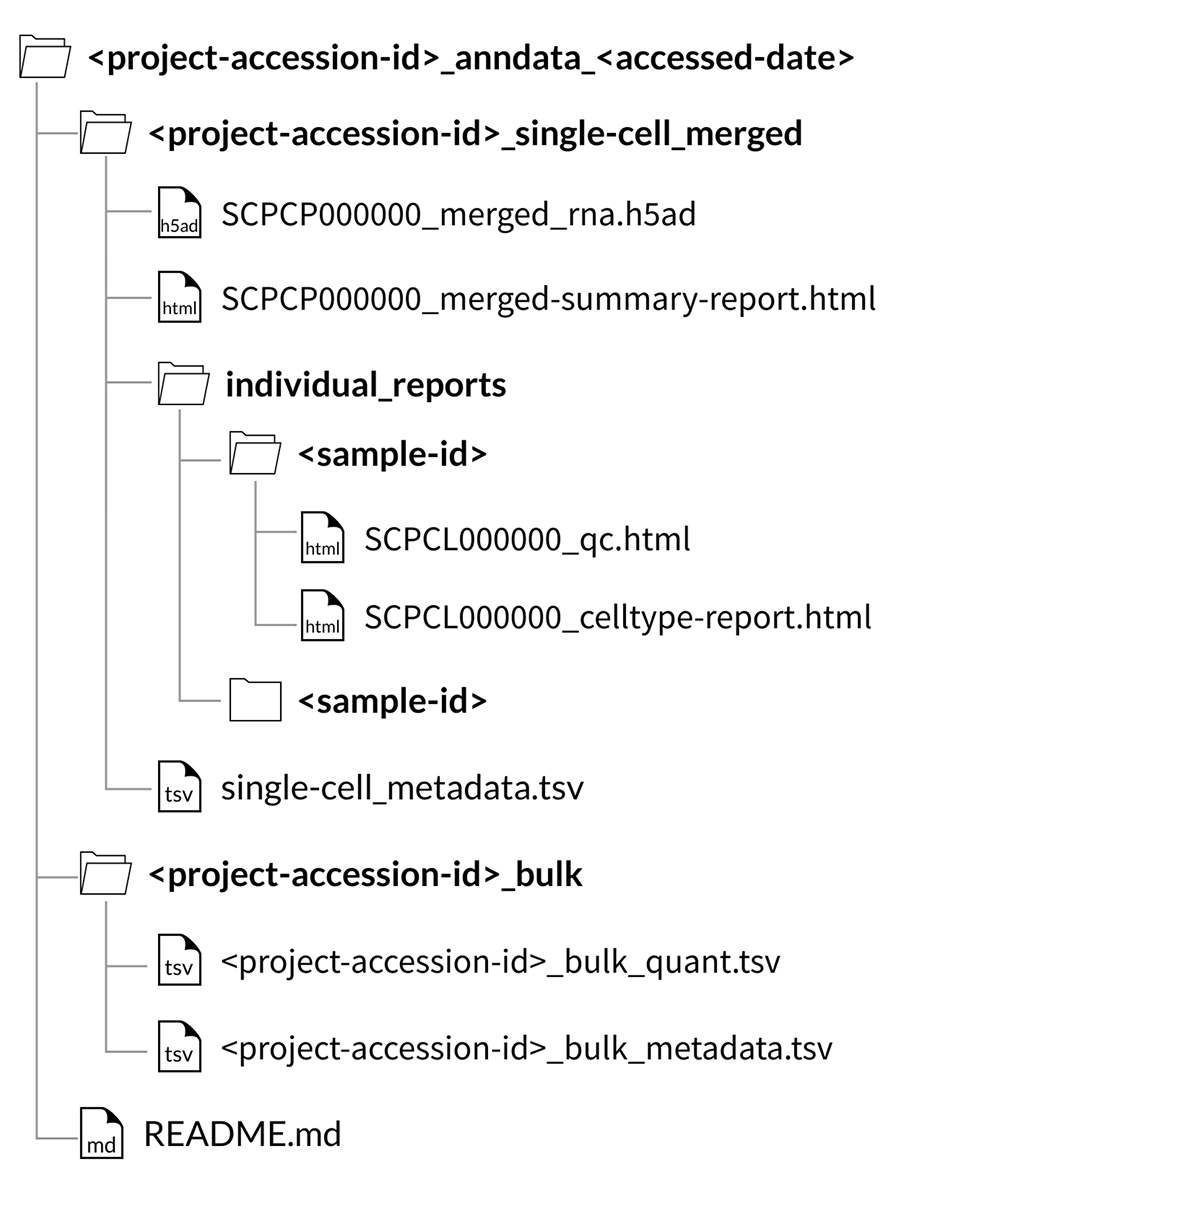 <project-accession-id>_anndata_<accessed-date>
<project-accession-id>_single-cell_merged
h5ad SCPCP000000_merged_rna.h5ad
html SCPCP000000_merged-summary-report.html
individual_reports
<sample-id>
html SCPCL000000_qc.html
html SCPCL000000_celltype-report.html
<sample-id>
tsv single-cell_metadata.tsv
<project-accession-id>_bulk
tsv <project-accession-id>_bulk_quant.tsv
tsv <project-accession-id>_bulk_metadata.tsv
md README.md